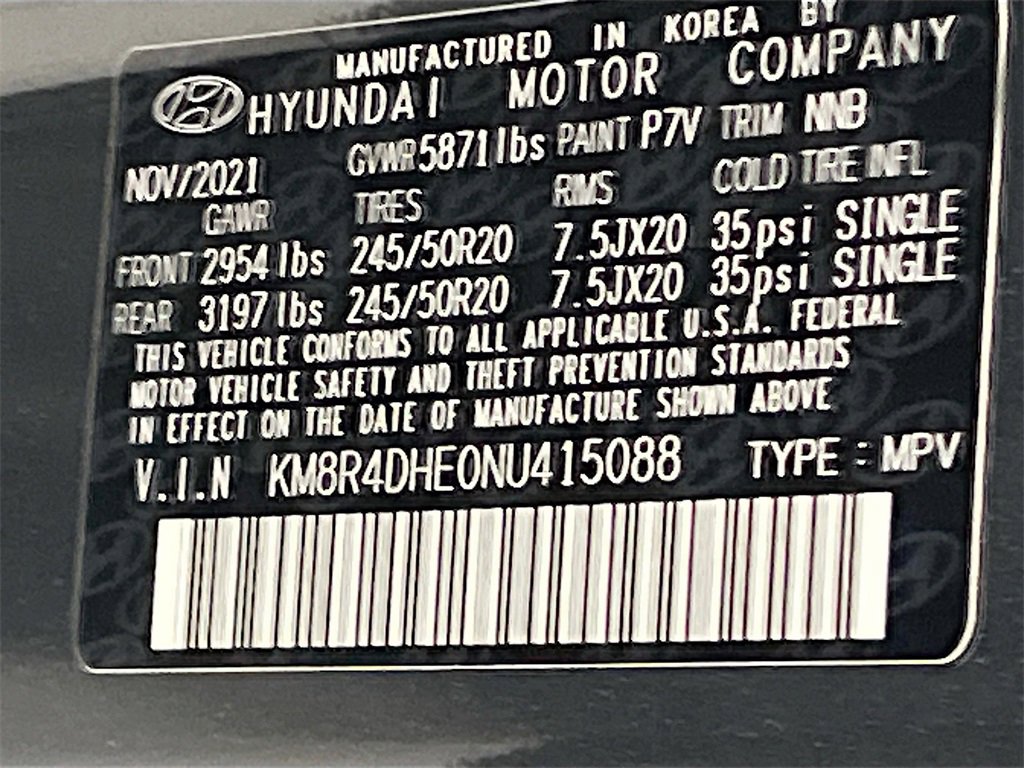 MANUFACTURED IN KOREA BY
HYUNDAI MOTOR COMPANY
NOV/2021 GVWR 5871 lbs PAINT P7V TRIM NNB
GAWR TIRES RIMS COLD TIRE INFL
FRONT 2954 lbs 245/50R20 7.5JX20 35psi SINGLE
REAR 3197 lbs 245/50R20 7.5JX20 35psi SINGLE
THIS VEHICLE CONFORMS TO ALL APPLICABLE U.S.A. FEDERAL
MOTOR VEHICLE SAFETY AND THEFT PREVENTION STANDARDS
IN EFFECT ON THE DATE OF MANUFACTURE SHOWN ABOVE
V.I.N KM8R4DHE0NU415088 TYPE : MPV